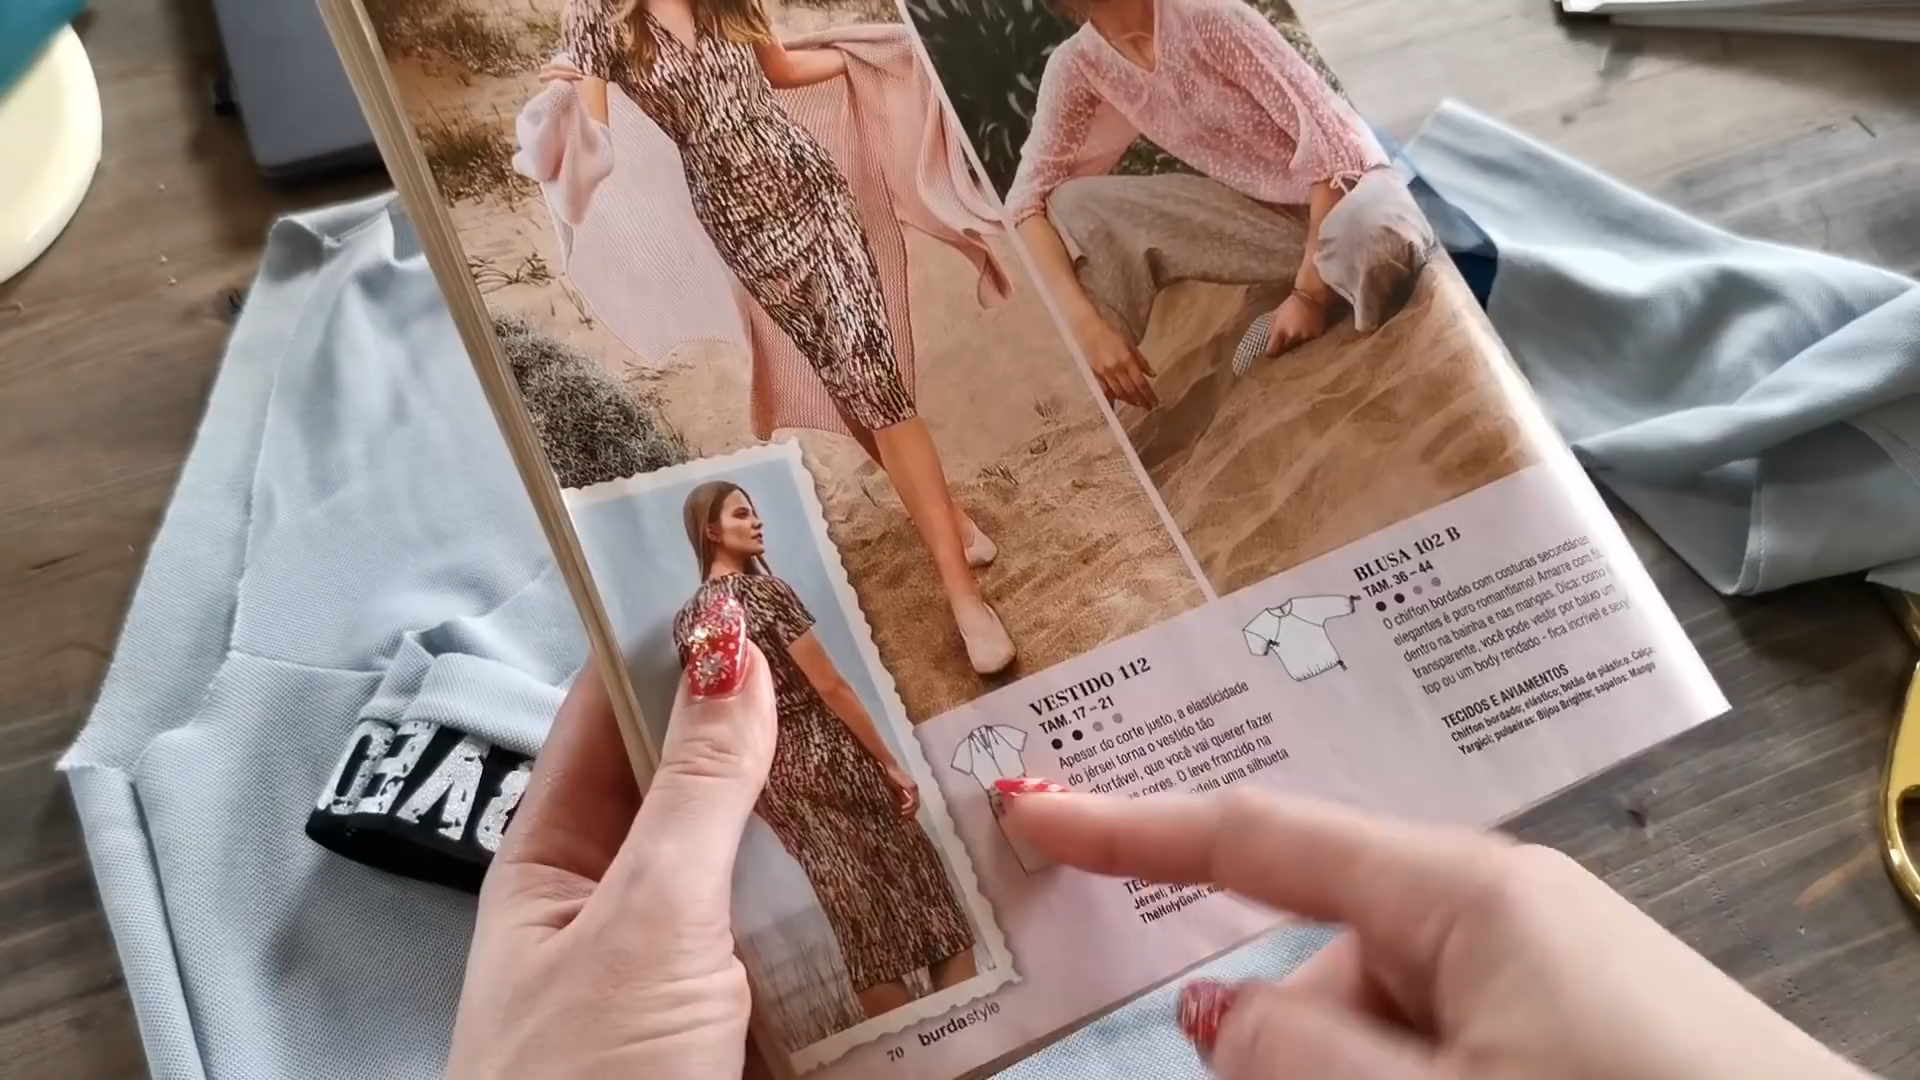 VESTIDO 112
TAM. 17–21
Apesar do corte justo, a elasticidade
do jérsei torna o vestido tão
nfortável, que você vai querer fazer
cores. O leve franzido na
uma silhueta
Jérsei;
TheHolyGoat;
BLUSA 102 B
TAM. 36–44
O chiffon bordado com costuras secundárias
elegantes é puro romantismo! Amarre com fit
dentro na bainha e nas mangas. Dica: como
transparente, você pode vestir por baixo um
top ou um body rendado - fica incrível e sexy
TECIDOS E AVIAMENTOS
Chiffon bordado; elástico; botão de plástico. Calça:
Yargici; pulseiras: Bijou Brigitte; sapatos: Mango
70 burdastyle